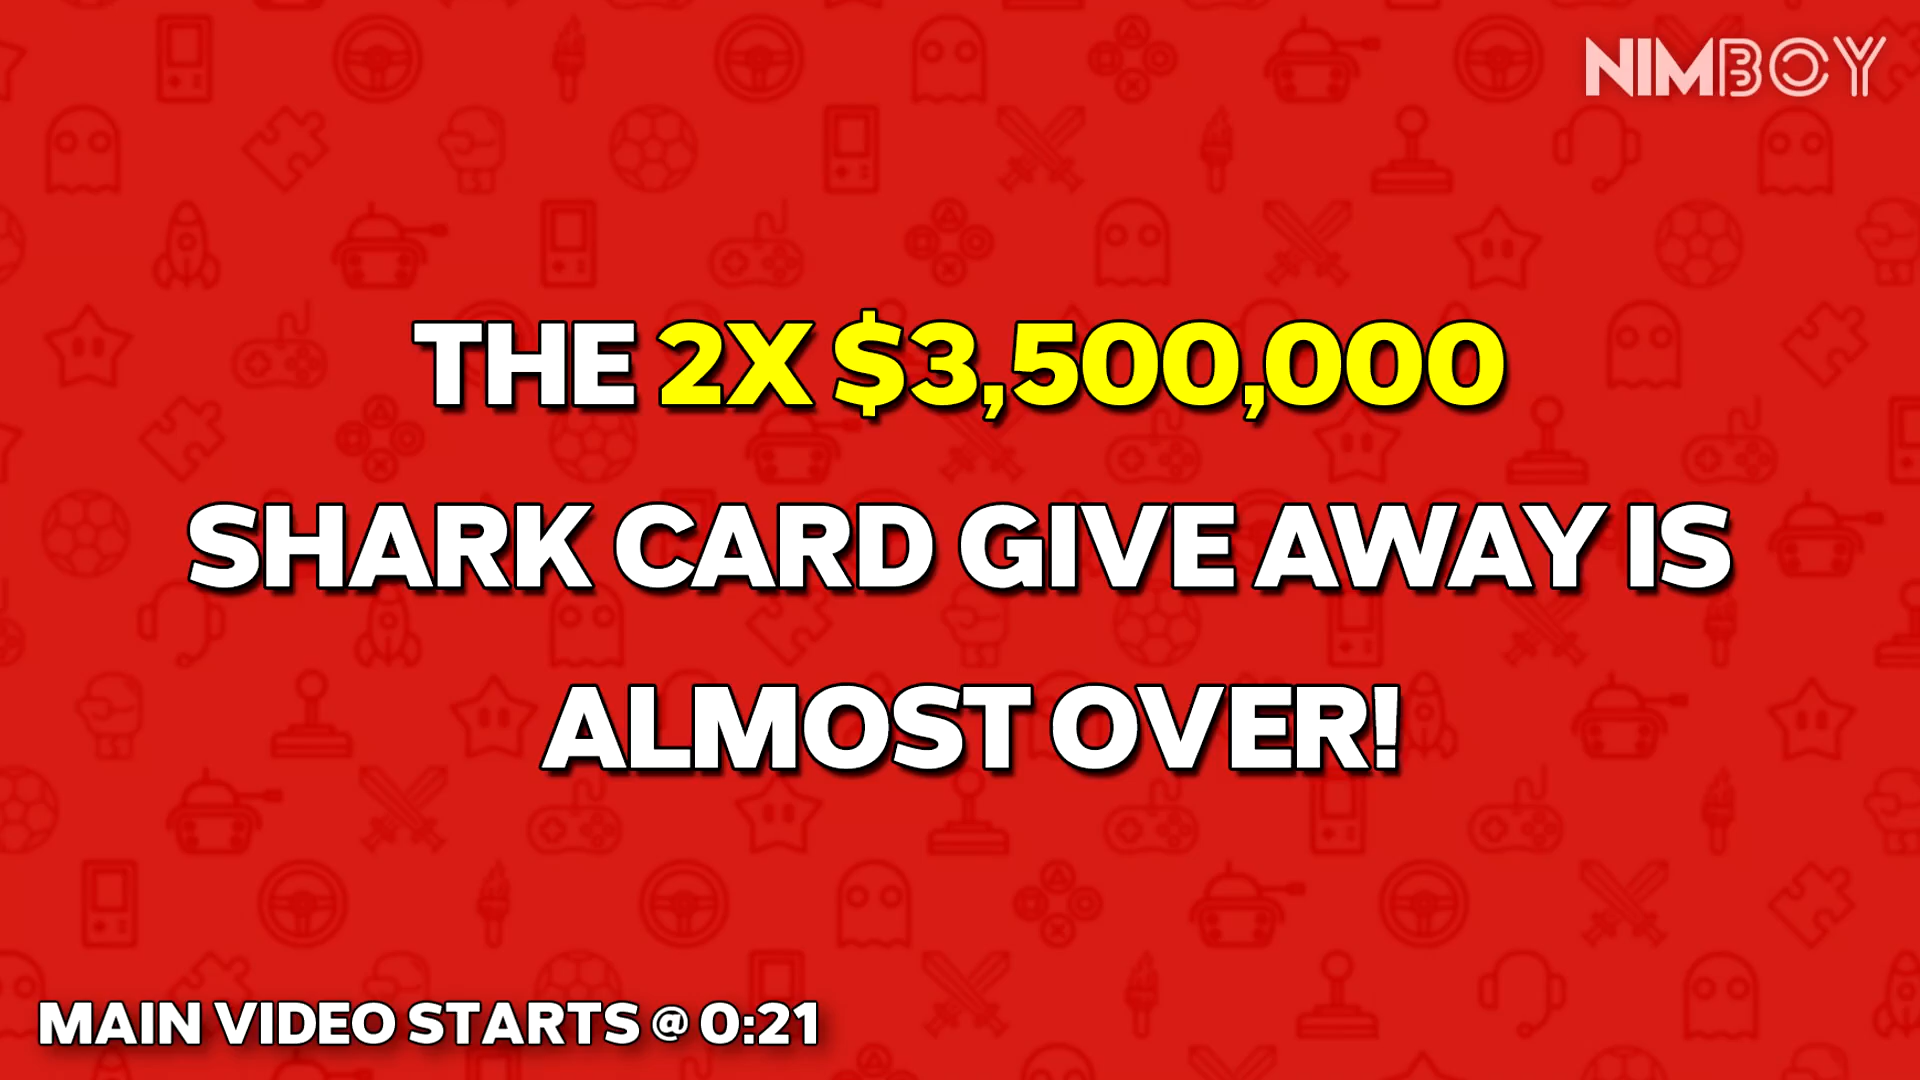 NIMBOY
THE 2X $3,500,000
SHARK CARD GIVE AWAY IS
ALMOST OVER!
MAIN VIDEO STARTS @ 0:21